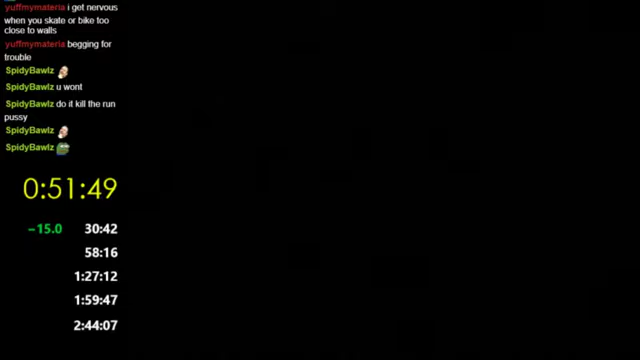 yuffmymateria i get nervous
when you skate or bike too
close to walls
yuffmymateria begging for
trouble
SpidyBawlz
SpidyBawlz u wont
SpidyBawlz do it kill the run
pussy
SpidyBawlz
SpidyBawlz
0:51:49
-15.0 30:42
58:16
1:27:12
1:59:47
2:44:07